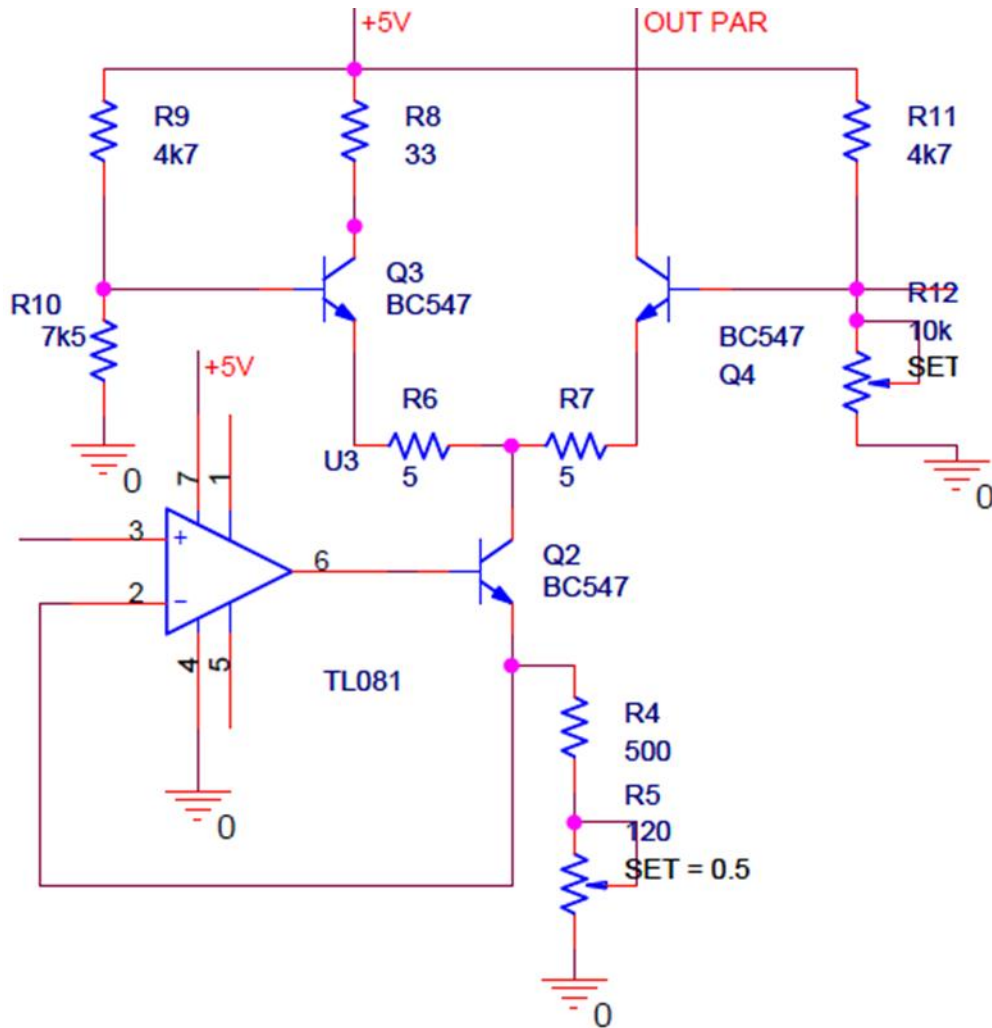 +5V
OUT PAR
R9
4k7
R8
33
R11
4k7
Q3
BC547
R10
7k5
R12
10k
SET
BC547
Q4
+5V
R6
5
R7
5
0
U3
0
7
1
3
+
6
2
−
Q2
BC547
4
5
TL081
R4
500
0
R5
120
SET = 0.5
0